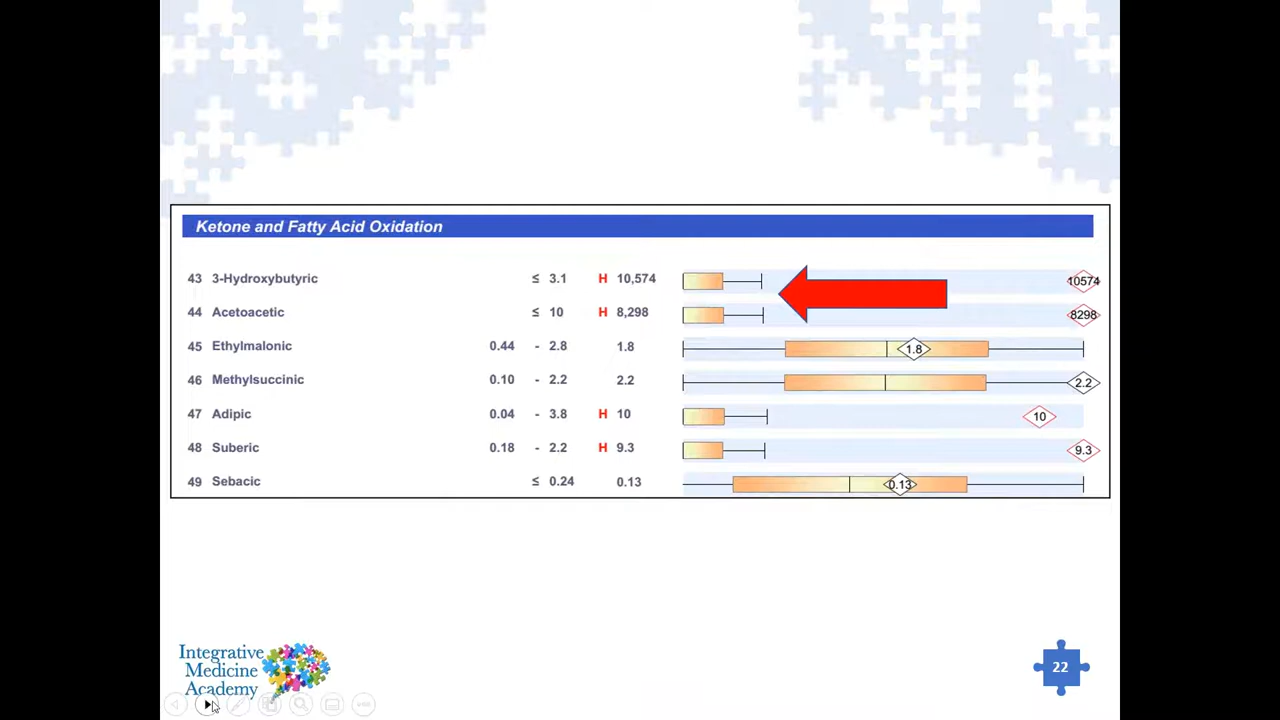 Ketone and Fatty Acid Oxidation
43 3-Hydroxybutyric ≤ 3.1 H 10,574 10574
44 Acetoacetic ≤ 10 H 8,298 8298
45 Ethylmalonic 0.44 - 2.8 1.8 1.8
46 Methylsuccinic 0.10 - 2.2 2.2 2.2
47 Adipic 0.04 - 3.8 H 10 10
48 Suberic 0.18 - 2.2 H 9.3 9.3
49 Sebacic ≤ 0.24 0.13 0.13
Integrative
Medicine
Academy
22